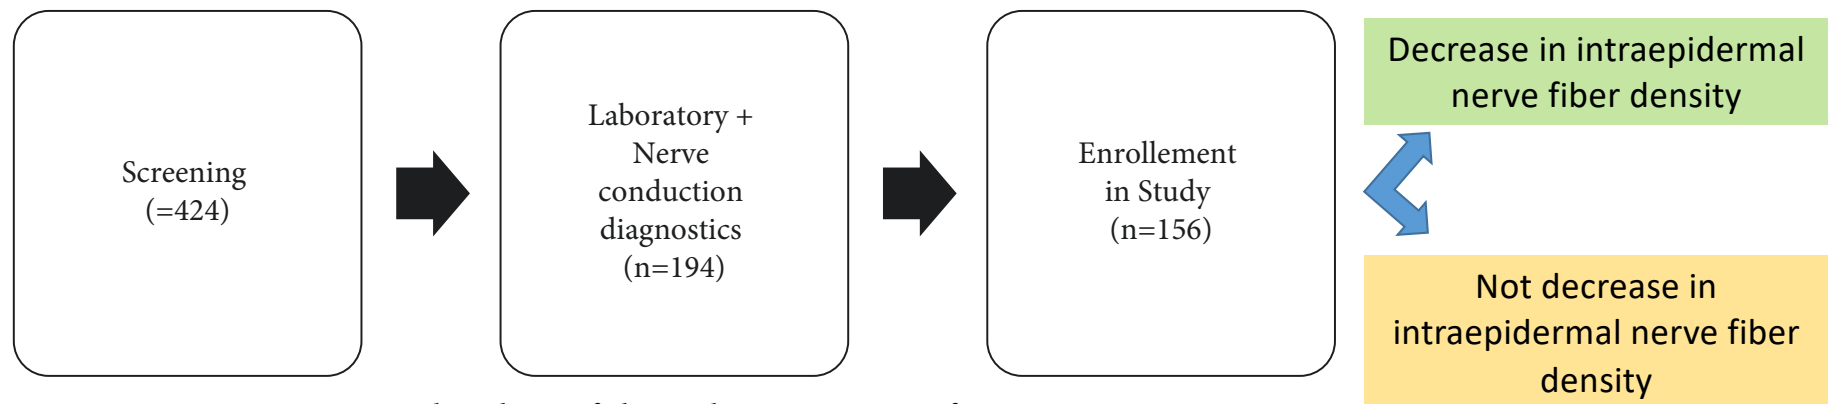 Screening
(=424)
Laboratory +
Nerve
conduction
diagnostics
(n=194)
Enrollement
in Study
(n=156)
Decrease in intraepidermal
nerve fiber density
Not decrease in
intraepidermal nerve fiber
density